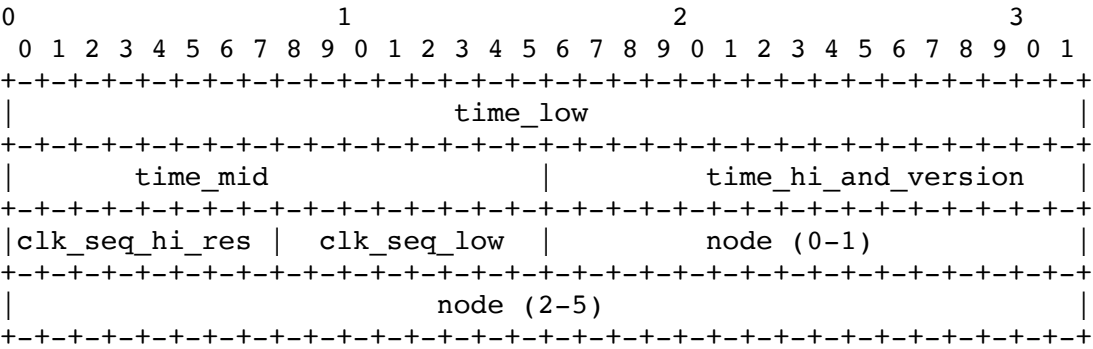 0                   1                   2                   3
 0 1 2 3 4 5 6 7 8 9 0 1 2 3 4 5 6 7 8 9 0 1 2 3 4 5 6 7 8 9 0 1
+-+-+-+-+-+-+-+-+-+-+-+-+-+-+-+-+-+-+-+-+-+-+-+-+-+-+-+-+-+-+-+-+
|                          time_low                             |
+-+-+-+-+-+-+-+-+-+-+-+-+-+-+-+-+-+-+-+-+-+-+-+-+-+-+-+-+-+-+-+-+
|       time_mid                |         time_hi_and_version   |
+-+-+-+-+-+-+-+-+-+-+-+-+-+-+-+-+-+-+-+-+-+-+-+-+-+-+-+-+-+-+-+-+
|clk_seq_hi_res |  clk_seq_low  |         node (0-1)            |
+-+-+-+-+-+-+-+-+-+-+-+-+-+-+-+-+-+-+-+-+-+-+-+-+-+-+-+-+-+-+-+-+
|                         node (2-5)                            |
+-+-+-+-+-+-+-+-+-+-+-+-+-+-+-+-+-+-+-+-+-+-+-+-+-+-+-+-+-+-+-+-+